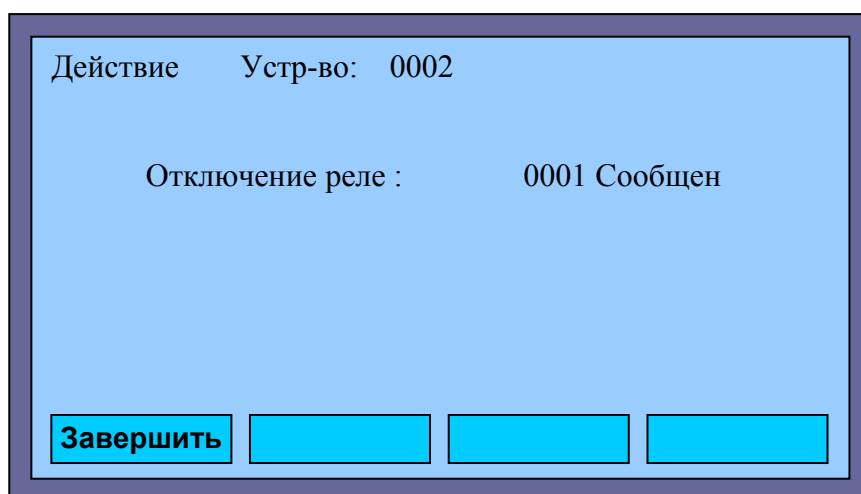 Действие Устр-во: 0002
Отключение реле : 0001 Сообщен
Завершить